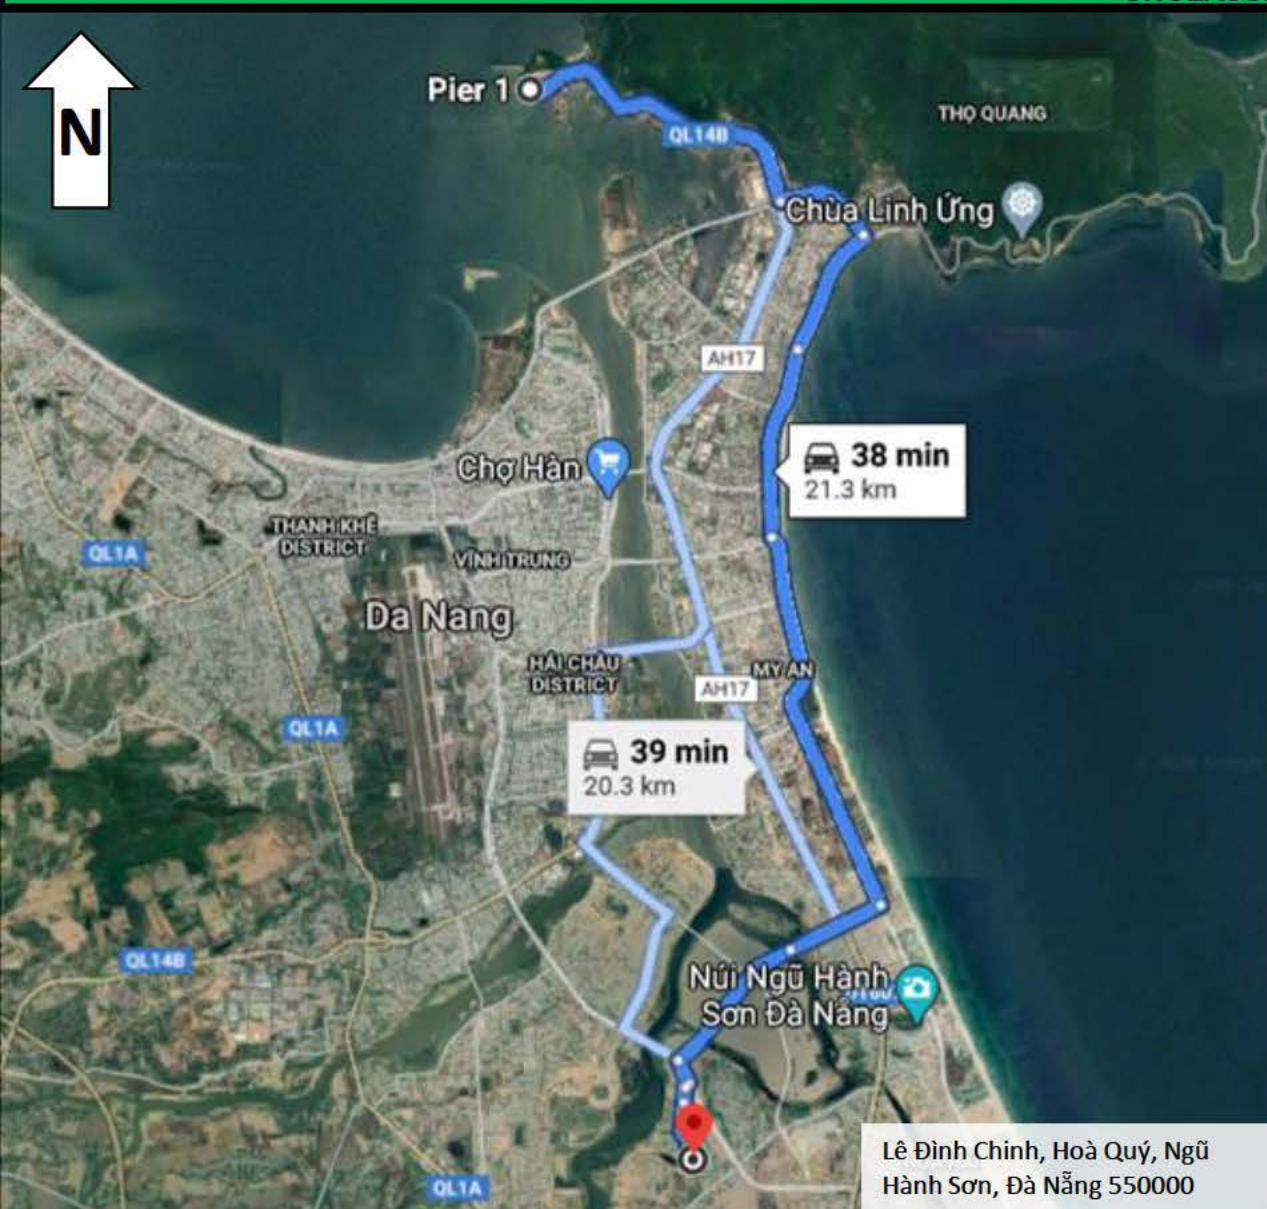 N
Pier 1
THỌ QUANG
QL14B
Chùa Linh Ứng
AH17
38 min
21.3 km
Chợ Hàn
THANH KHÊ
DISTRICT
QL1A
VĨNH TRUNG
Da Nang
HẢI CHÂU
DISTRICT
MY AN
AH17
QL1A
39 min
20.3 km
QL14B
Núi Ngũ Hành
Sơn Đà Nẵng
Lê Đình Chinh, Hoà Quý, Ngũ
Hành Sơn, Đà Nẵng 550000
QL1A